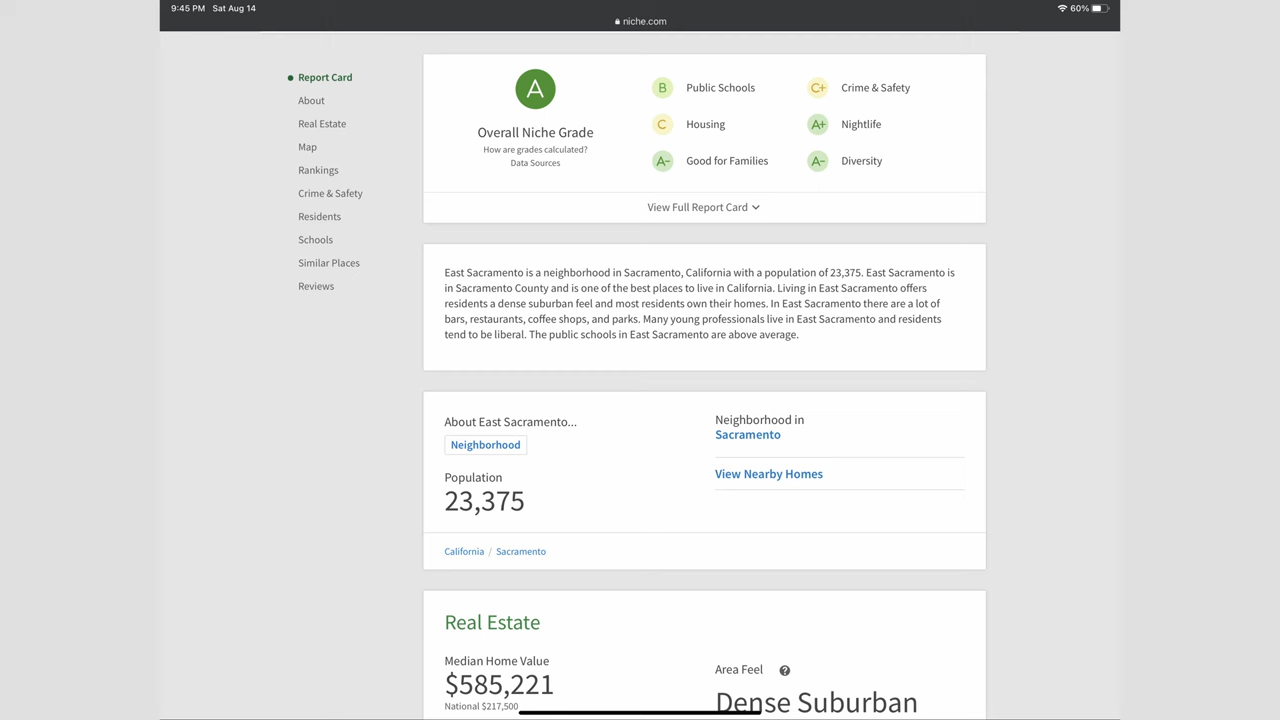 9:45 PM Sat Aug 14
60%
niche.com
Report Card
About
Real Estate
Map
Rankings
Crime & Safety
Residents
Schools
Similar Places
Reviews
A
Overall Niche Grade
How are grades calculated?
Data Sources
B Public Schools
C+ Crime & Safety
C Housing
A+ Nightlife
A- Good for Families
A- Diversity
View Full Report Card
East Sacramento is a neighborhood in Sacramento, California with a population of 23,375. East Sacramento is
in Sacramento County and is one of the best places to live in California. Living in East Sacramento offers
residents a dense suburban feel and most residents own their homes. In East Sacramento there are a lot of
bars, restaurants, coffee shops, and parks. Many young professionals live in East Sacramento and residents
tend to be liberal. The public schools in East Sacramento are above average.
About East Sacramento...
Neighborhood
Population
23,375
Neighborhood in
Sacramento
View Nearby Homes
California / Sacramento
Real Estate
Median Home Value
$585,221
National $217,500
Area Feel ?
Dense Suburban